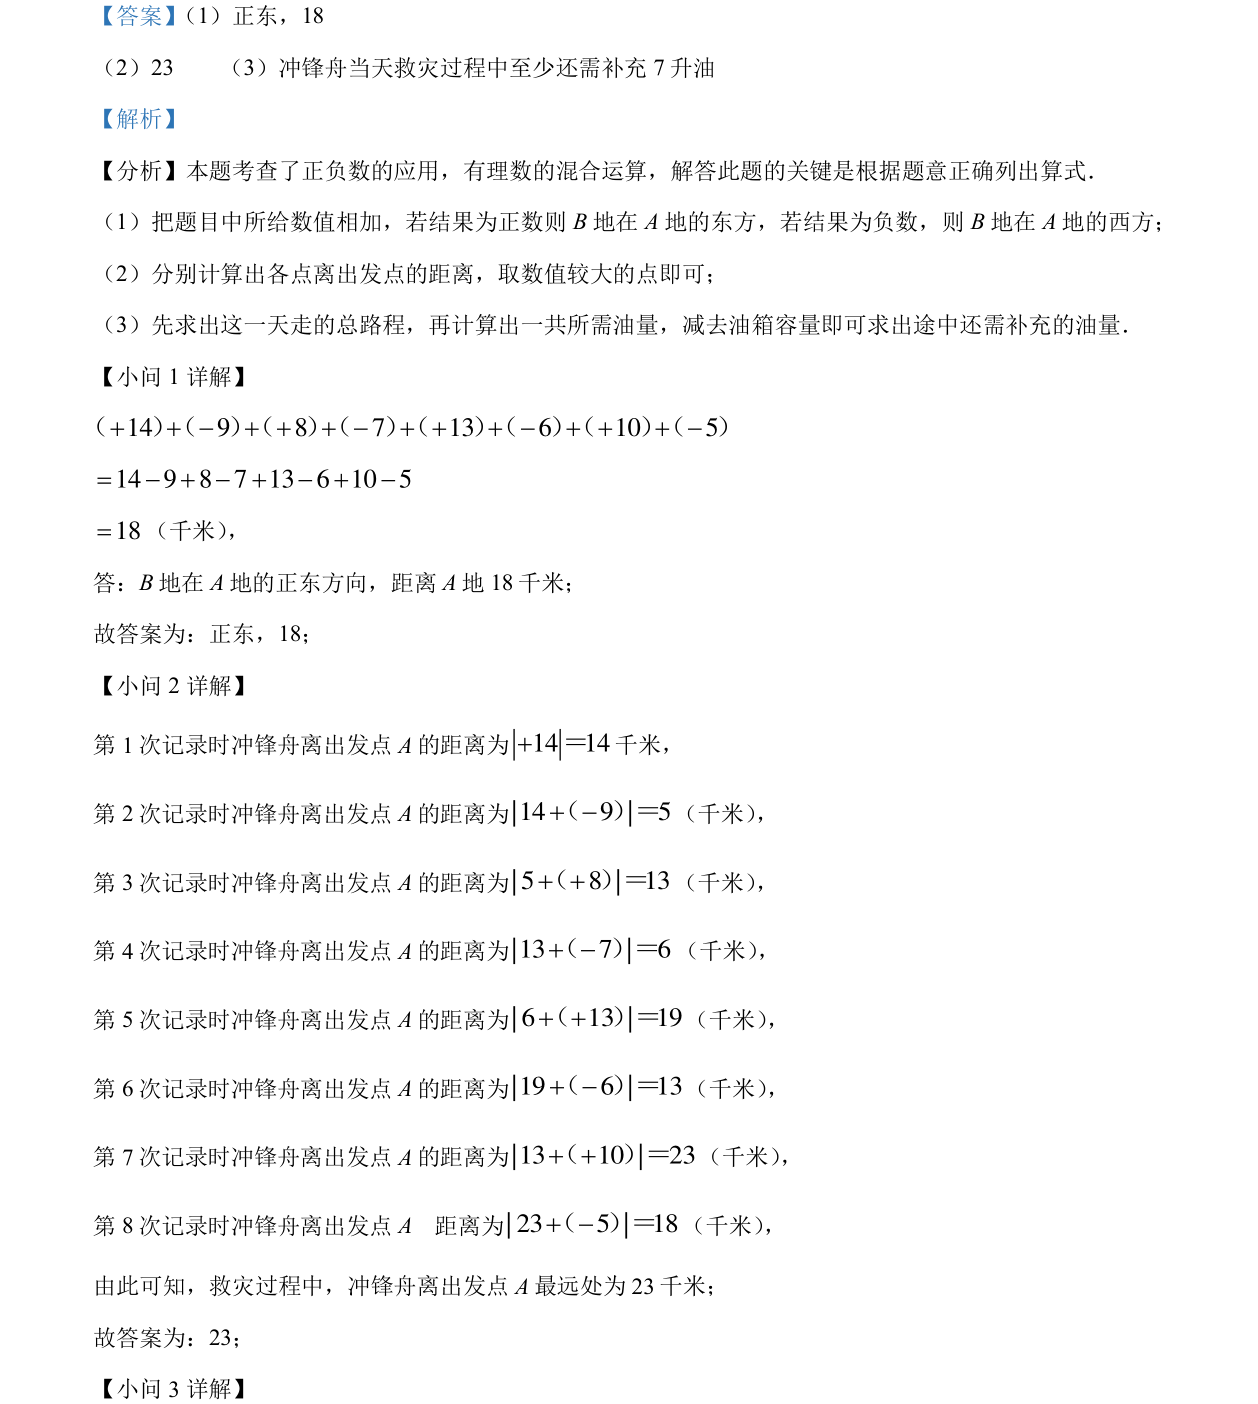 【答案】（1）正东，18
（2）23　　（3）冲锋舟当天救灾过程中至少还需补充 7 升油
【解析】
【分析】本题考查了正负数的应用，有理数的混合运算，解答此题的关键是根据题意正确列出算式．
（1）把题目中所给数值相加，若结果为正数则 B 地在 A 地的东方，若结果为负数，则 B 地在 A 地的西方；
（2）分别计算出各点离出发点的距离，取数值较大的点即可；
（3）先求出这一天走的总路程，再计算出一共所需油量，减去油箱容量即可求出途中还需补充的油量．
【小问 1 详解】
（+14）+（−9）+（+8）+（−7）+（+13）+（−6）+（+10）+（−5）
=14−9+8−7+13−6+10−5
=18（千米），
答：B 地在 A 地的正东方向，距离 A 地 18 千米；
故答案为：正东，18；
【小问 2 详解】
第 1 次记录时冲锋舟离出发点 A 的距离为|+14|=14 千米，
第 2 次记录时冲锋舟离出发点 A 的距离为|14+（−9）|=5（千米），
第 3 次记录时冲锋舟离出发点 A 的距离为|5+（+8）|=13（千米），
第 4 次记录时冲锋舟离出发点 A 的距离为|13+（−7）|=6（千米），
第 5 次记录时冲锋舟离出发点 A 的距离为|6+（+13）|=19（千米），
第 6 次记录时冲锋舟离出发点 A 的距离为|19+（−6）|=13（千米），
第 7 次记录时冲锋舟离出发点 A 的距离为|13+（+10）|=23（千米），
第 8 次记录时冲锋舟离出发点 A　距离为|23+（−5）|=18（千米），
由此可知，救灾过程中，冲锋舟离出发点 A 最远处为 23 千米；
故答案为：23；
【小问 3 详解】